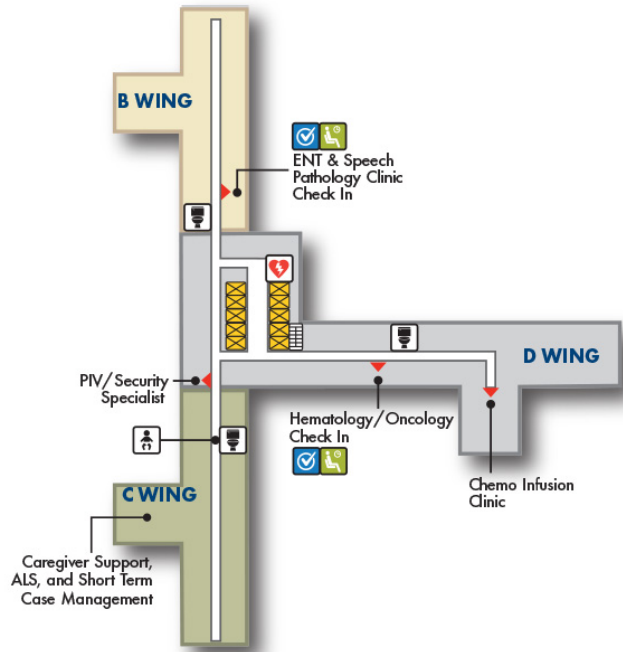 B WING
ENT & Speech
Pathology Clinic
Check In
D WING
PIV/Security
Specialist
Hematology/Oncology
Check In
Chemo Infusion
Clinic
C WING
Caregiver Support,
ALS, and Short Term
Case Management